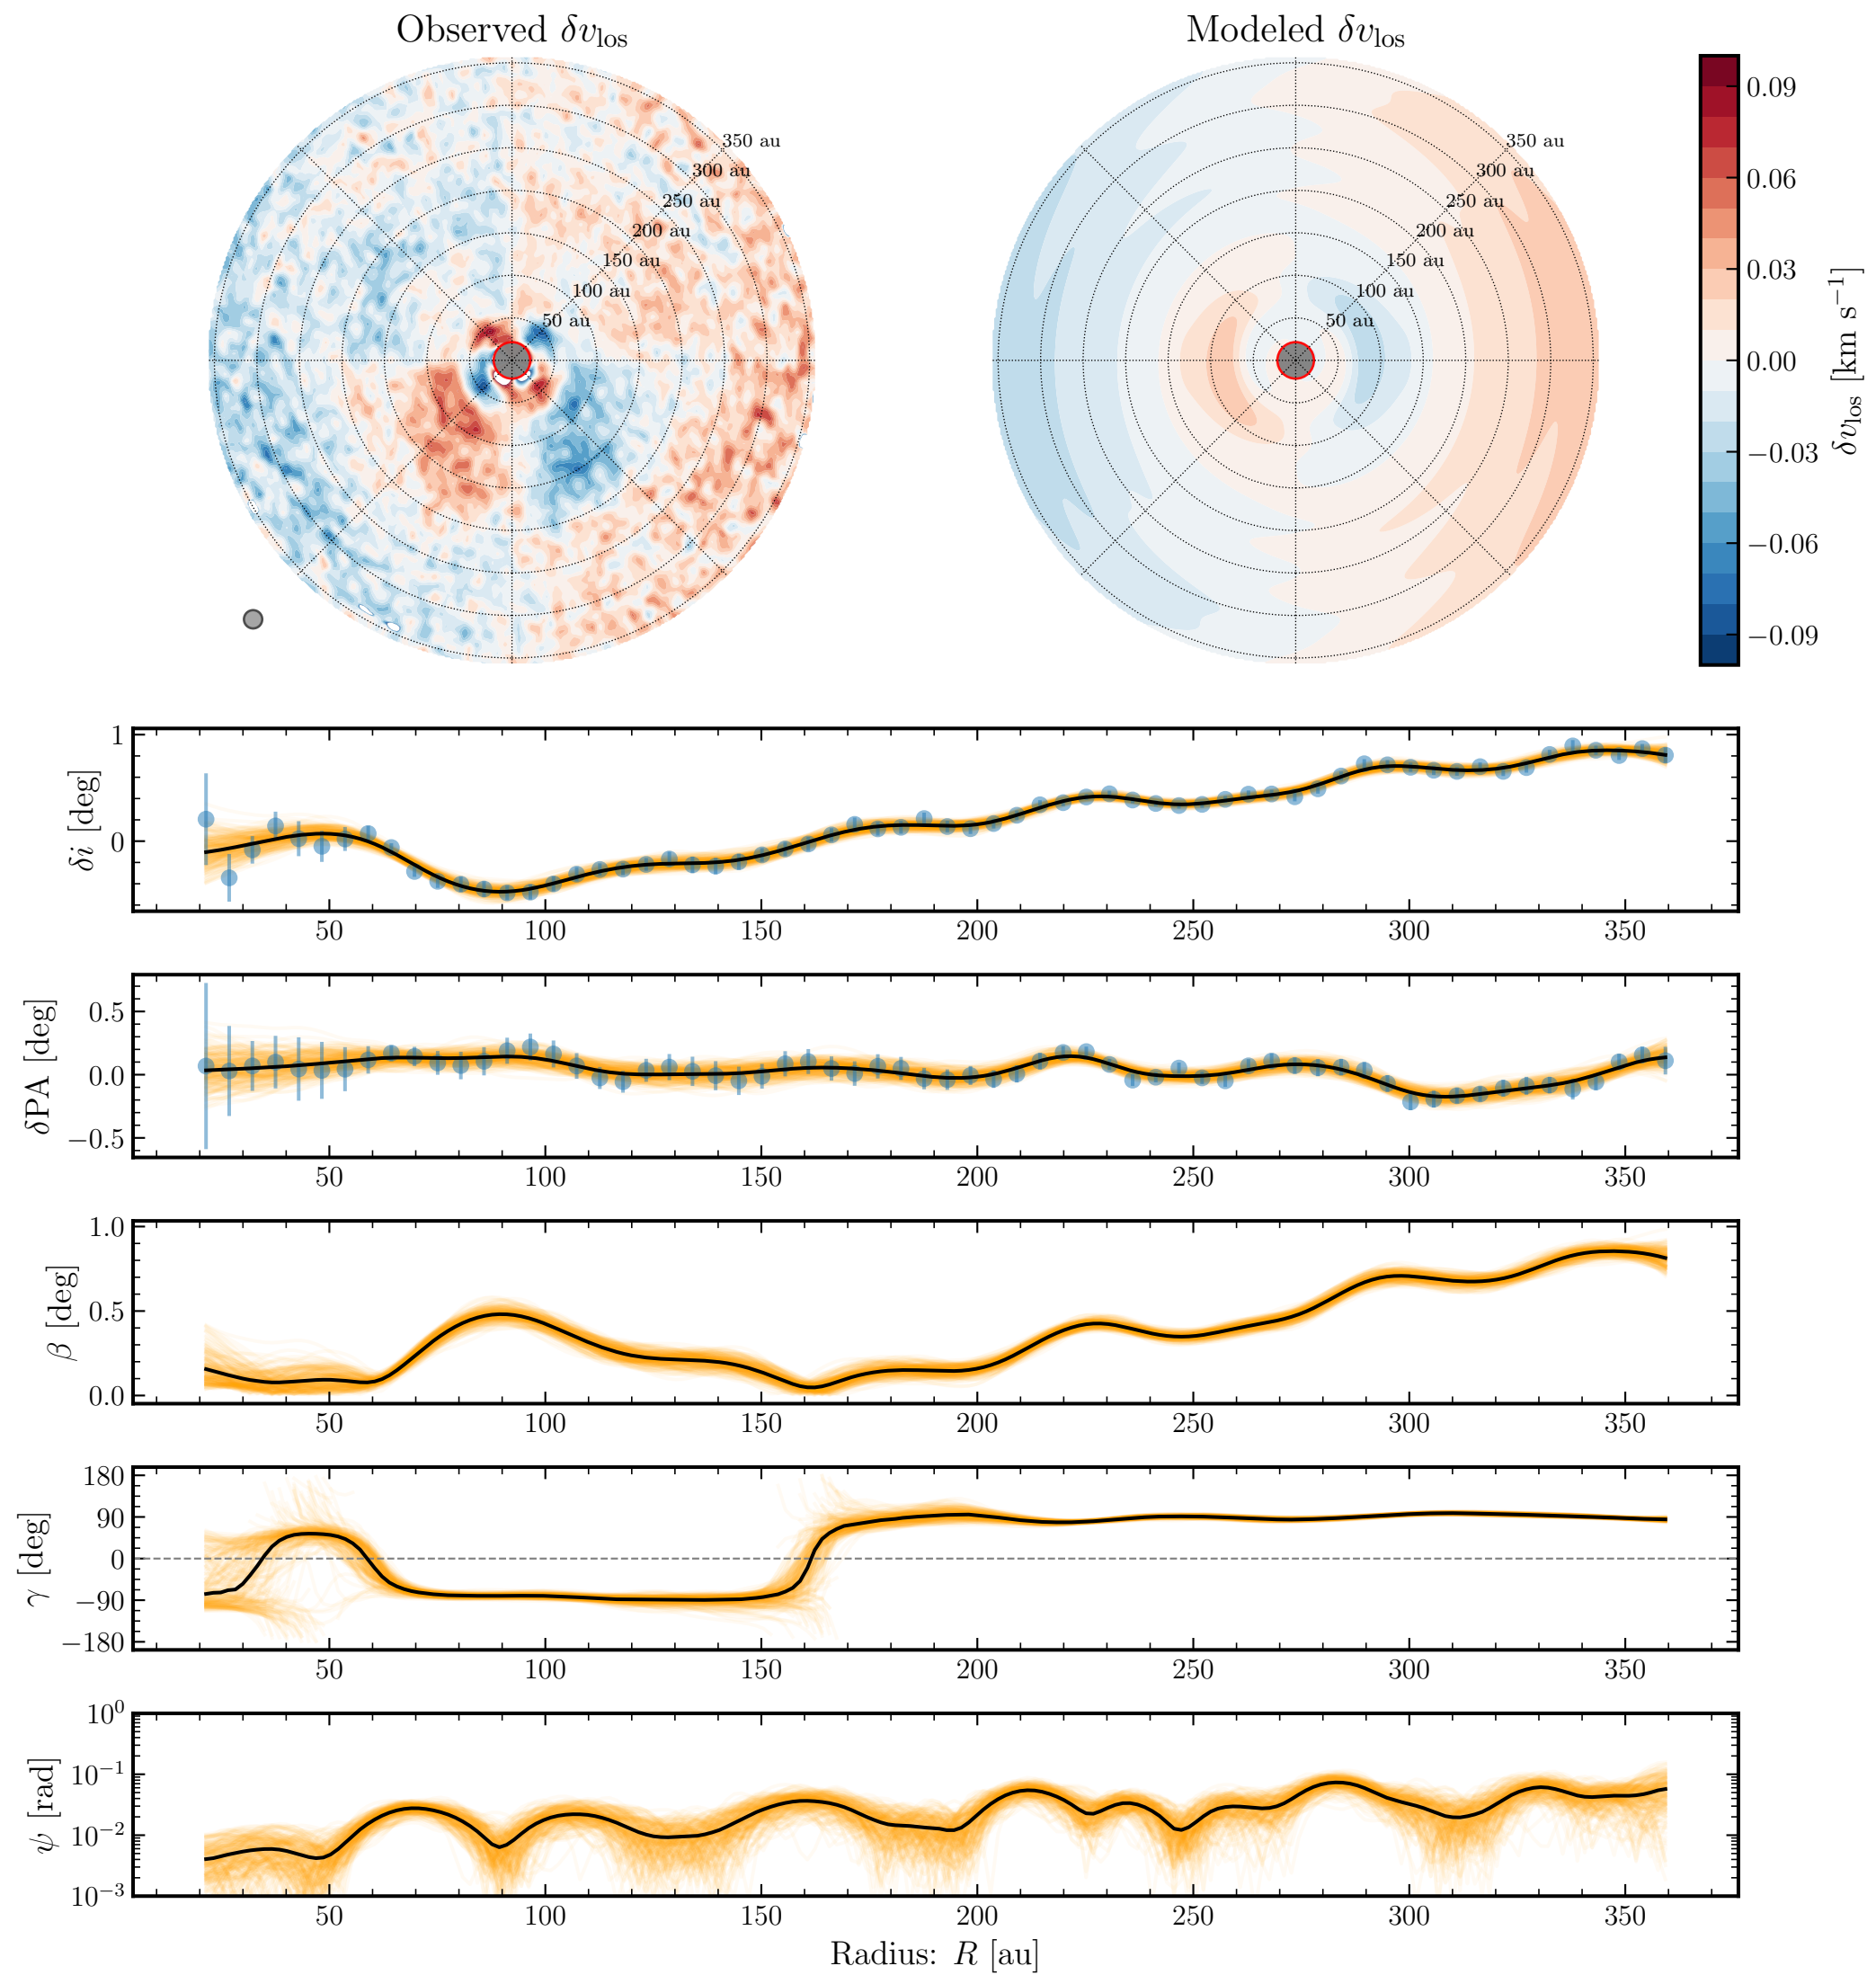 Observed δv_los
Modeled δv_los
350 au
300 au
250 au
200 au
150 au
100 au
50 au
350 au
300 au
250 au
200 au
150 au
100 au
50 au
0.09
0.06
0.03
0.00
−0.03
−0.06
−0.09
δv_los [km s⁻¹]
δi [deg]
1
0
50 100 150 200 250 300 350
δPA [deg]
0.5
0.0
−0.5
50 100 150 200 250 300 350
β [deg]
1.0
0.5
0.0
50 100 150 200 250 300 350
γ [deg]
180
90
0
−90
−180
50 100 150 200 250 300 350
ψ [rad]
10⁰
10⁻¹
10⁻²
10⁻³
50 100 150 200 250 300 350
Radius: R [au]